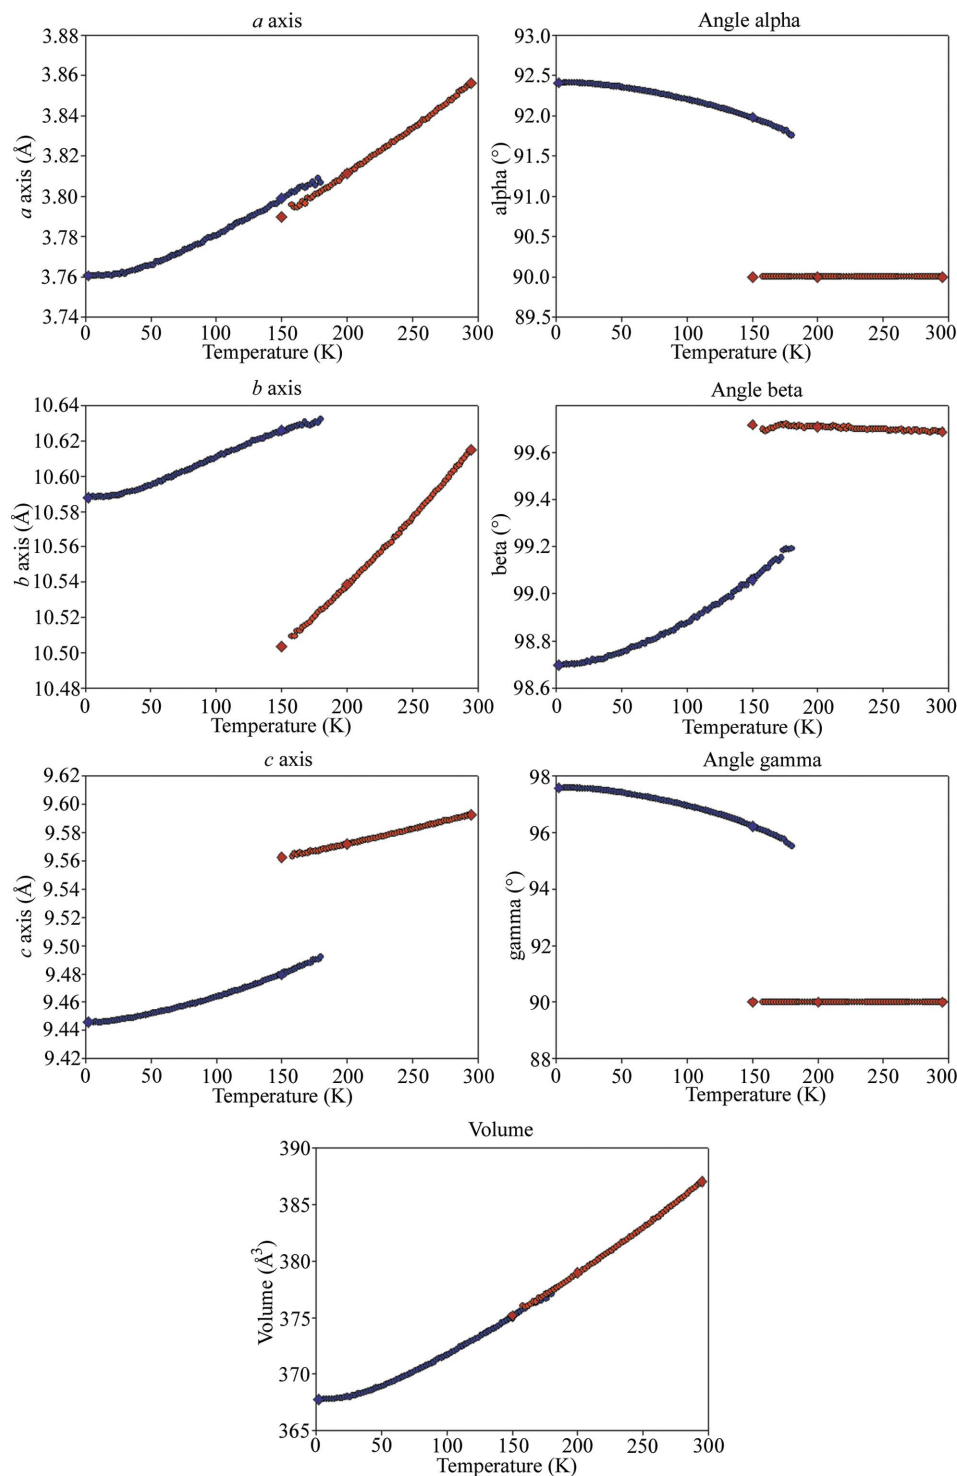 a axis
3.88
3.86
3.84
3.82
3.80
3.78
3.76
3.74
a axis (Å)
0 50 100 150 200 250 300
Temperature (K)
Angle alpha
93.0
92.5
92.0
91.5
91.0
90.5
90.0
89.5
alpha (°)
0 50 100 150 200 250 300
Temperature (K)
b axis
10.64
10.62
10.60
10.58
10.56
10.54
10.52
10.50
10.48
b axis (Å)
0 50 100 150 200 250 300
Temperature (K)
Angle beta
99.6
99.4
99.2
99.0
98.8
98.6
beta (°)
0 50 100 150 200 250 300
Temperature (K)
c axis
9.62
9.60
9.58
9.56
9.54
9.52
9.50
9.48
9.46
9.44
9.42
c axis (Å)
0 50 100 150 200 250 300
Temperature (K)
Angle gamma
98
96
94
92
90
88
gamma (°)
0 50 100 150 200 250 300
Temperature (K)
Volume
390
385
380
375
370
365
Volume (Å³)
0 50 100 150 200 250 300
Temperature (K)